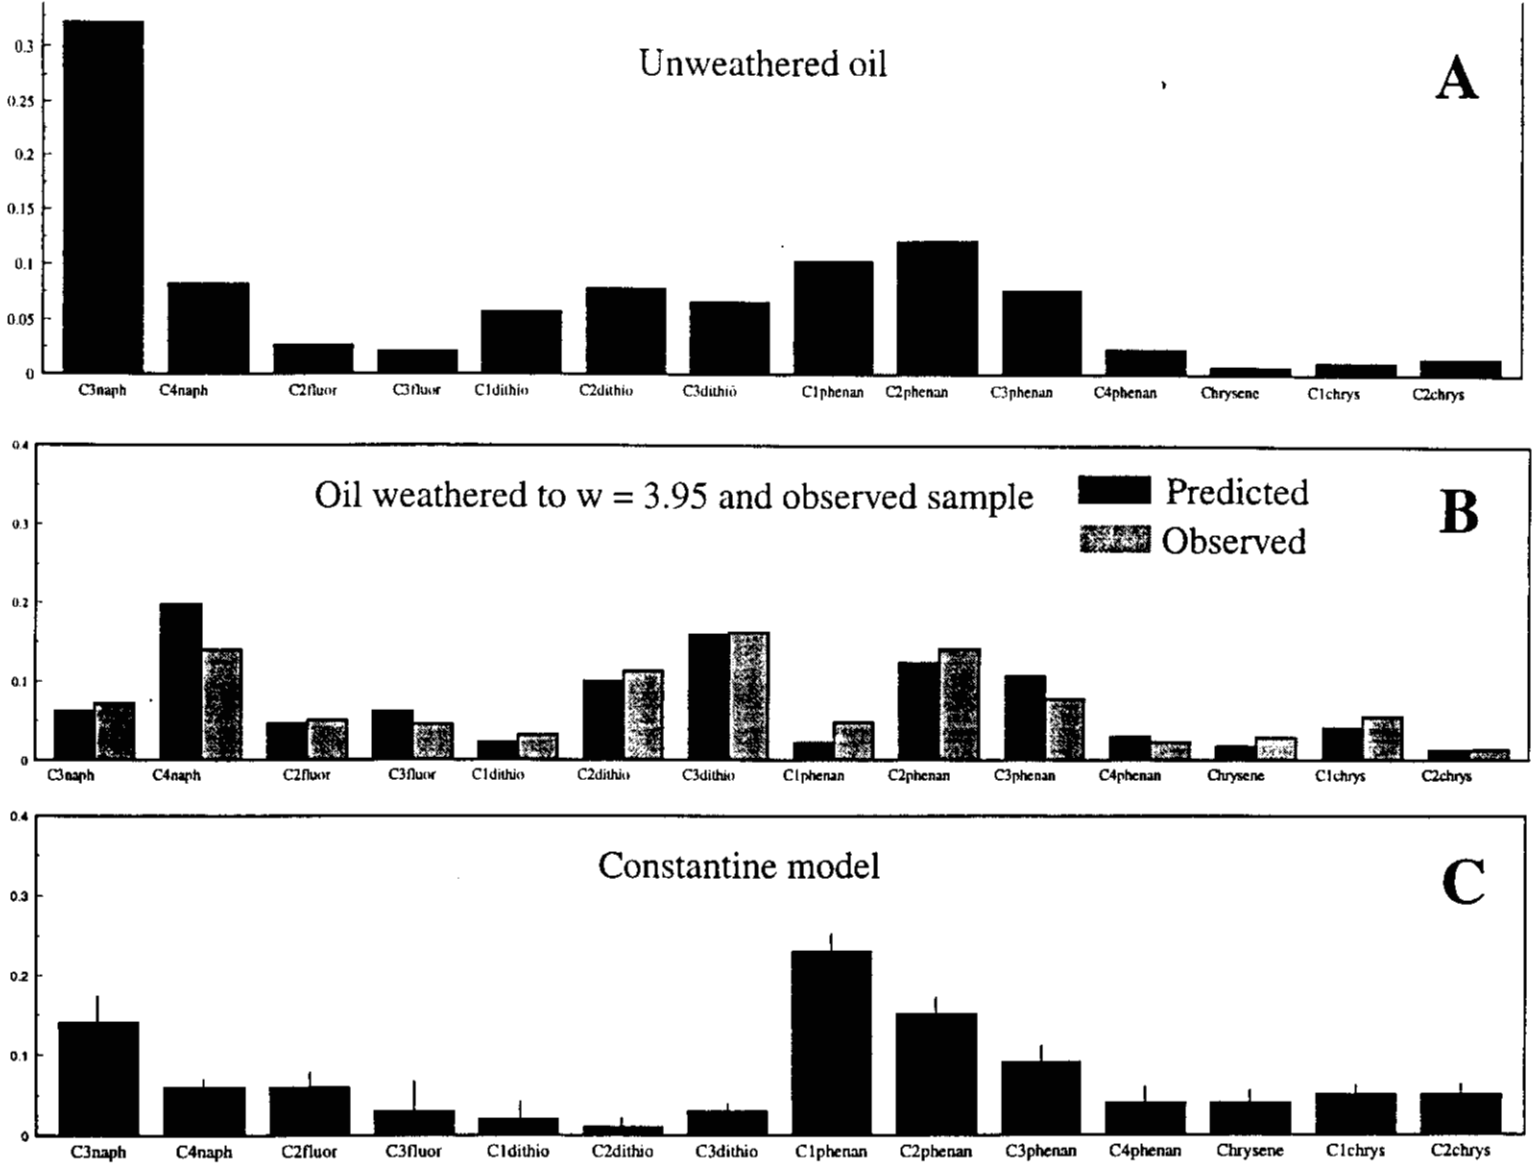 Unweathered oil
A
0.3
0.25
0.2
0.15
0.1
0.05
0
C3naph C4naph C2fluor C3fluor C1dithio C2dithio C3dithio C1phenan C2phenan C3phenan C4phenan Chrysene C1chrys C2chrys
0.4
Oil weathered to w = 3.95 and observed sample
Predicted
Observed
B
0.3
0.2
0.1
0
C3naph C4naph C2fluor C3fluor C1dithio C2dithio C3dithio C1phenan C2phenan C3phenan C4phenan Chrysene C1chrys C2chrys
0.4
Constantine model
C
0.3
0.2
0.1
0
C3naph C4naph C2fluor C3fluor C1dithio C2dithio C3dithio C1phenan C2phenan C3phenan C4phenan Chrysene C1chrys C2chrys